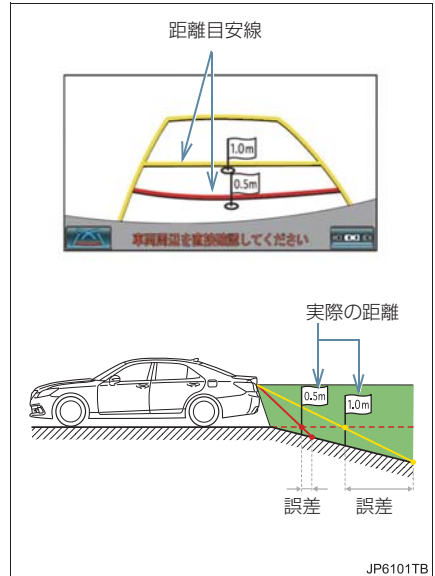 距離目安線
1.0m
0.5m
車両周辺を直接確認してください
実際の距離
0.5m
1.0m
誤差
誤差
JP6101TB